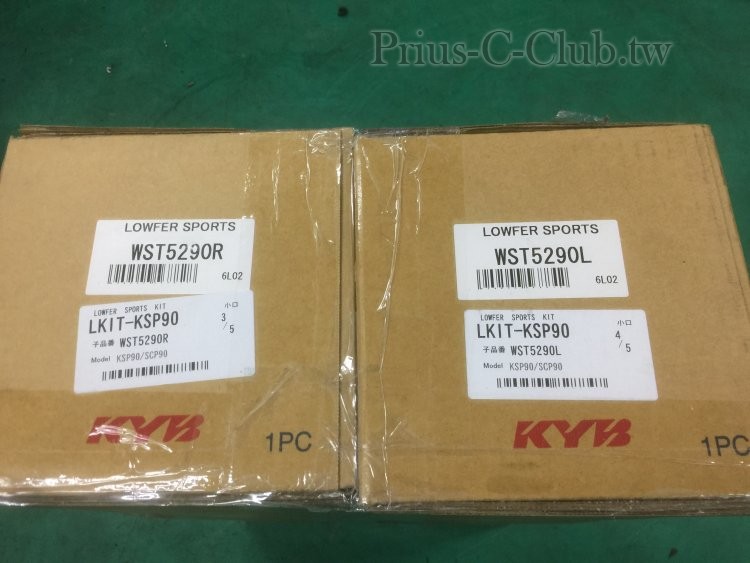 Prius-C-Club.tw
LOWFER SPORTS
WST5290R
6L02
LOWFER SPORTS KIT
小口
LKIT-KSP90
3/5
子品番 WST5290R
Model KSP90/SCP90
KYB
1PC
LOWFER SPORTS
WST5290L
6L02
LOWFER SPORTS KIT
小口
LKIT-KSP90
4/5
子品番 WST5290L
Model KSP90/SCP90
KYB
1PC